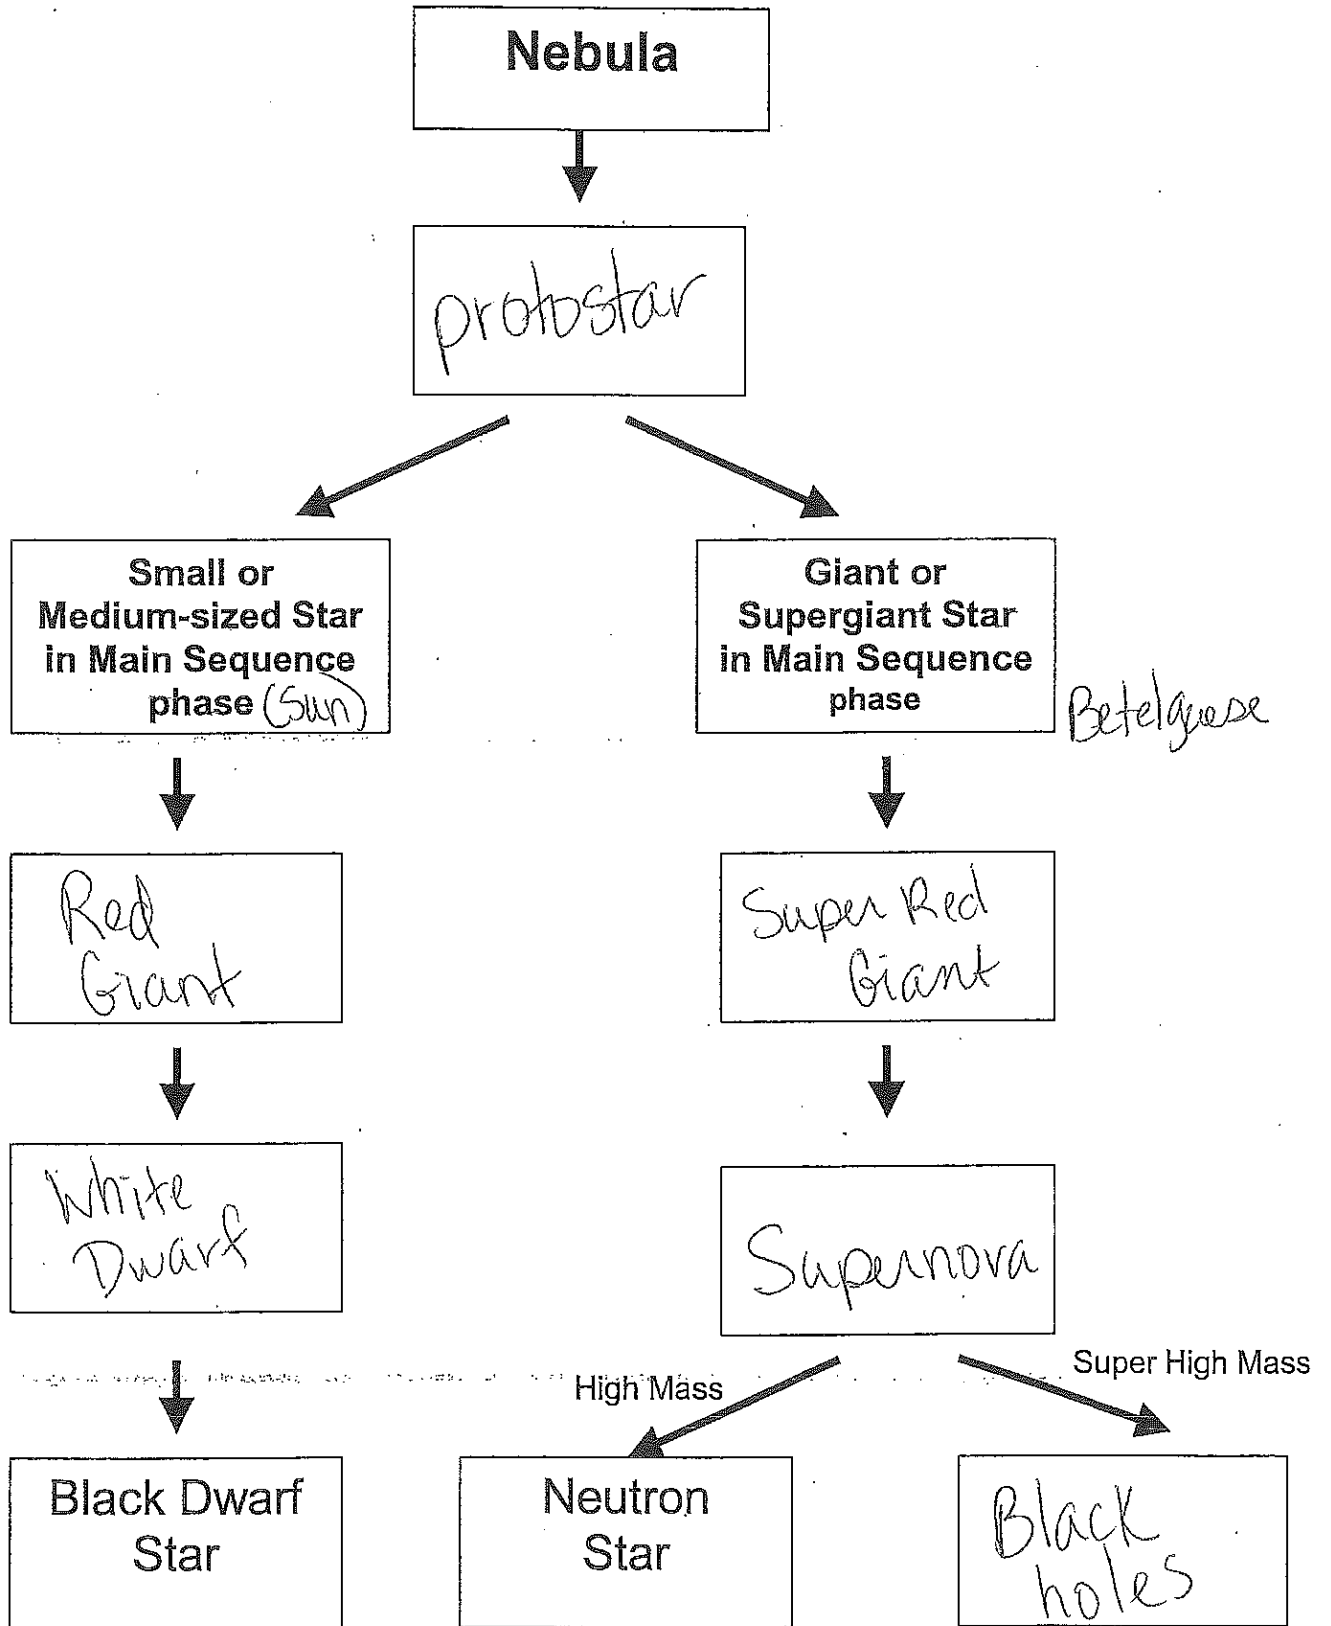 Nebula
protostar
Small or
Medium-sized Star
in Main Sequence
phase (Sun)
Giant or
Supergiant Star
in Main Sequence
phase
Betelguese
Red
Giant
Super Red
Giant
White
Dwarf
Supernova
High Mass
Super High Mass
Black Dwarf
Star
Neutron
Star
Black
holes